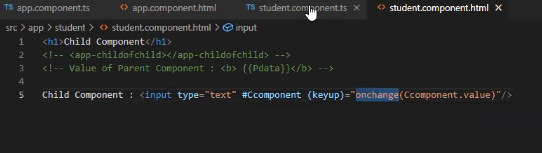 TS app.component.ts <> app.component.html TS student.component.ts × <> student.component.html ×
src > app > student > <> student.component.html > input
1 <h1>Child Component</h1>
2 <!-- <app-childofchild></app-childofchild> -->
3 <!-- Value of Parent Component : <b> {{Pdata}}</b> -->
4
5 Child Component : <input type="text" #Ccomponent (keyup)="onchange(Ccomponent.value)"/>